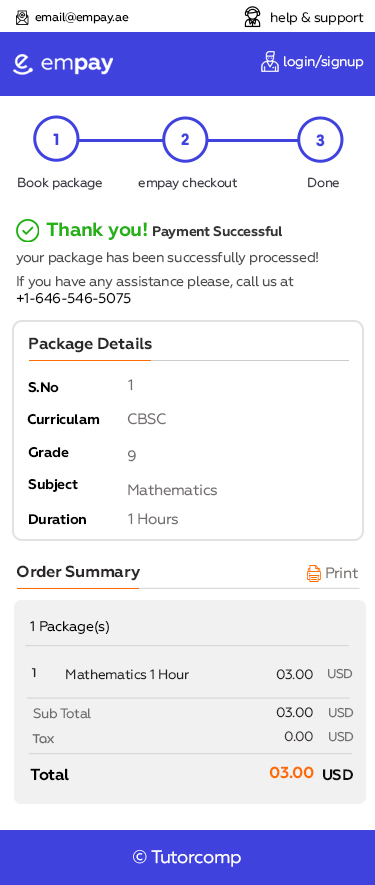 email@empay.ae help & support
empay login/signup
1 2 3
Book package empay checkout Done
Thank you! Payment Successful
your package has been successfully processed!
If you have any assistance please, call us at
+1-646-546-5075
Package Details
S.No 1
Curriculam CBSC
Grade 9
Subject Mathematics
Duration 1 Hours
Order Summary Print
1 Package(s)
1 Mathematics 1 Hour 03.00 USD
Sub Total 03.00 USD
Tax 0.00 USD
Total 03.00 USD
© Tutorcomp